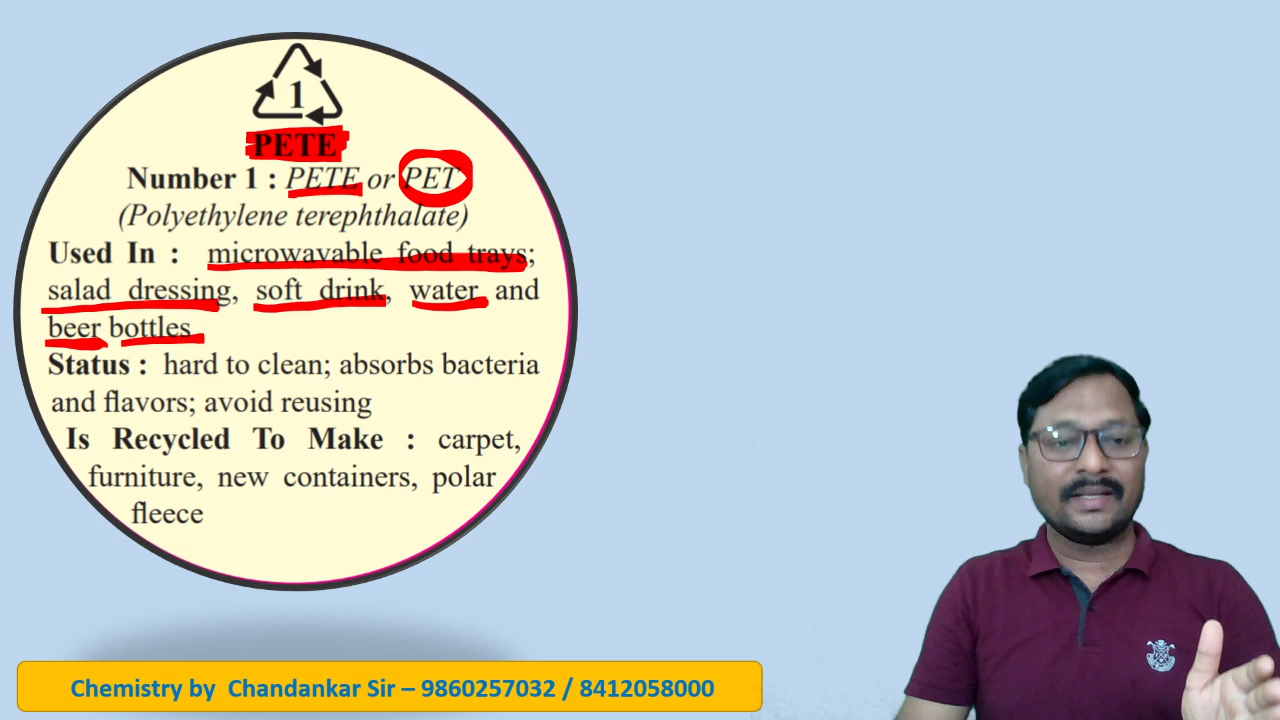 1
PETE
Number 1 : PETE or PET
(Polyethylene terephthalate)
Used In : microwavable food trays;
salad dressing, soft drink, water and
beer bottles
Status : hard to clean; absorbs bacteria
and flavors; avoid reusing
Is Recycled To Make : carpet,
furniture, new containers, polar
fleece
Chemistry by Chandankar Sir – 9860257032 / 8412058000